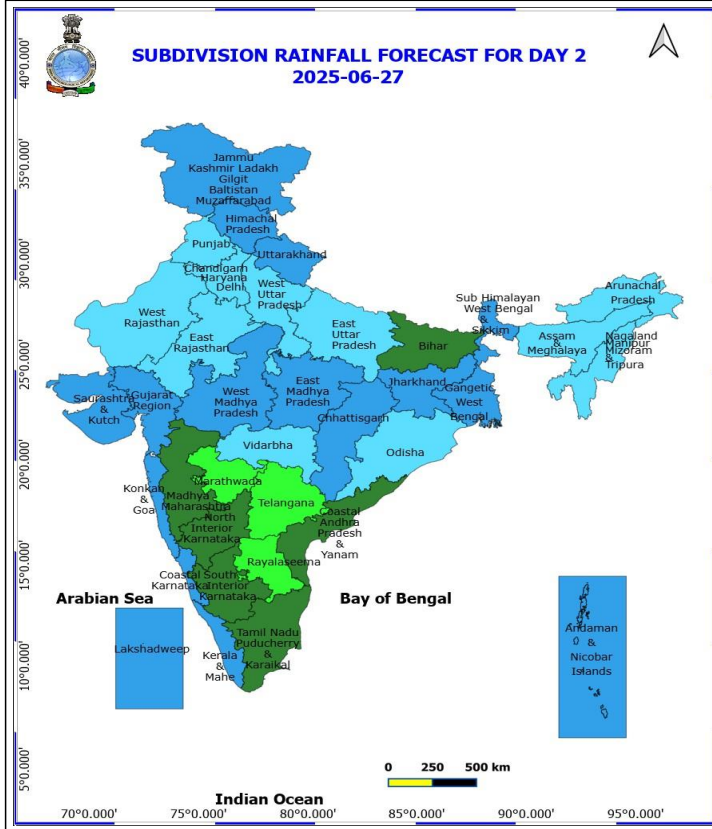 SUBDIVISION RAINFALL FORECAST FOR DAY 2
2025-06-27
40°0.000'
35°0.000'
30°0.000'
25°0.000'
20°0.000'
15°0.000'
10°0.000'
5°0.000'
Jammu
Kashmir Ladakh
Gilgit
Baltistan
Muzaffarabad
Himachal
Pradesh
Punjab
Uttarakhand
Chandigarh
Haryana
Delhi
West
Uttar
Pradesh
West
Rajasthan
East
Rajasthan
East
Uttar
Pradesh
Bihar
Sub Himalayan
West Bengal
&
Sikkim
Arunachal
Pradesh
Assam
&
Meghalaya
Nagaland
Manipur
Mizoram
&
Tripura
Saurashtra
&
Kutch
Gujarat
Region
West
Madhya
Pradesh
East
Madhya
Pradesh
Jharkhand
Gangetic
West
Bengal
Chhattisgarh
Vidarbha
Odisha
Konkan
&
Goa
Madhya
Maharashtra
Marathwada
Telangana
North
Interior
Karnataka
Coastal
Andhra
Pradesh
&
Yanam
Rayalaseema
Coastal
Karnataka
South
Interior
Karnataka
Arabian Sea
Bay of Bengal
Lakshadweep
Kerala
&
Mahe
Tamil Nadu
Puducherry
&
Karaikal
Andaman
&
Nicobar
Islands
0 250 500 km
Indian Ocean
70°0.000' 75°0.000' 80°0.000' 85°0.000' 90°0.000' 95°0.000'